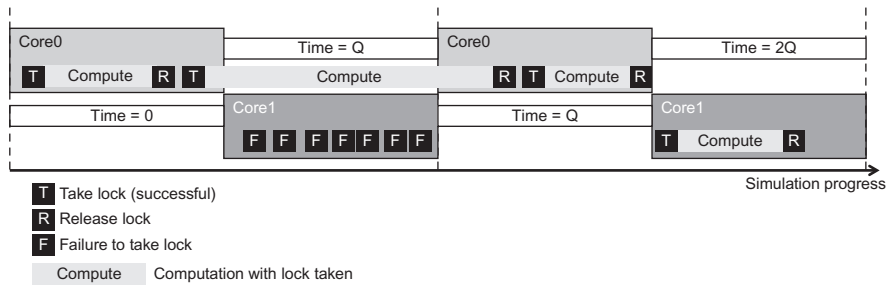 Core0 Time = Q Core0 Time = 2Q
T Compute R T Compute R T Compute R
Time = 0 Core1 Time = Q Core1
F F F F F F F T Compute R
Simulation progress
T Take lock (successful)
R Release lock
F Failure to take lock
Compute Computation with lock taken